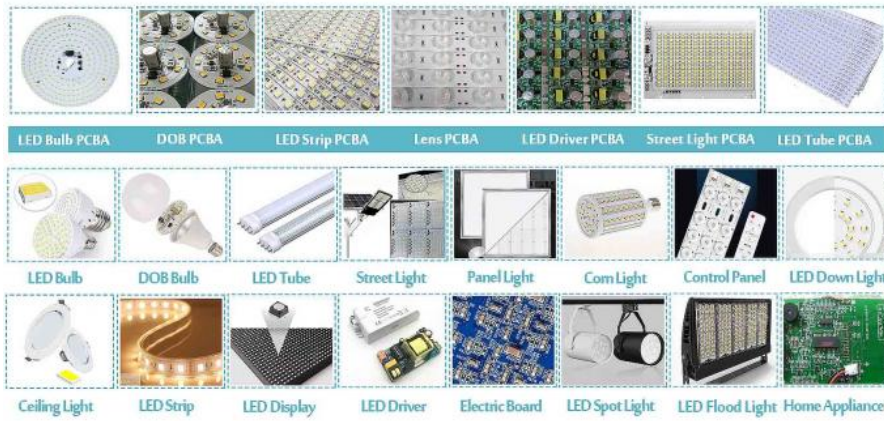 LED Bulb PCBA DOB PCBA LED Strip PCBA Lens PCBA LED Driver PCBA Street Light PCBA LED Tube PCBA
LED Bulb DOB Bulb LED Tube Street Light Panel Light Corn Light Control Panel LED Down Light
Ceiling Light LED Strip LED Display LED Driver Electric Board LED Spot Light LED Flood Light Home Appliance